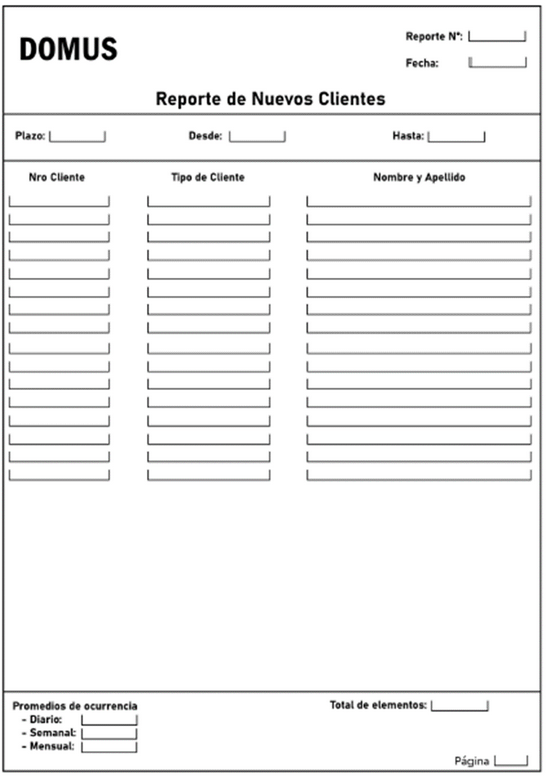 DOMUS
Reporte N°:
Fecha:
Reporte de Nuevos Clientes
Plazo: Desde: Hasta:
Nro Cliente Tipo de Cliente Nombre y Apellido
Promedios de ocurrencia Total de elementos:
- Diario:
- Semanal:
- Mensual:
Página